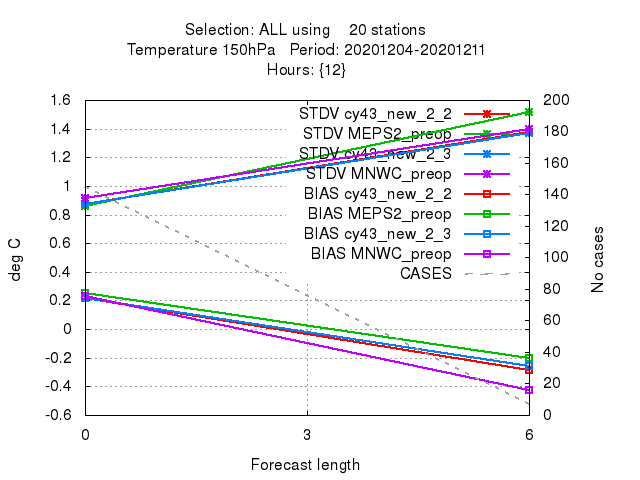 Selection: ALL using 20 stations
Temperature 150hPa Period: 20201204-20201211
Hours: {12}
1.6 200
STDV cy43_new_2_2
1.4 180
STDV MEPS2_preop
1.2 160
STDV cy43_new_2_3
STDV MNWC_preop
1 140
BIAS cy43_new_2_2
0.8 120
BIAS MEPS2_preop
BIAS cy43_new_2_3
0.6 100
BIAS MNWC_preop
CASES
0.4 80
0.2 60
0 40
-0.2 20
-0.4 0
-0.6
deg C
No cases
0 3 6
Forecast length